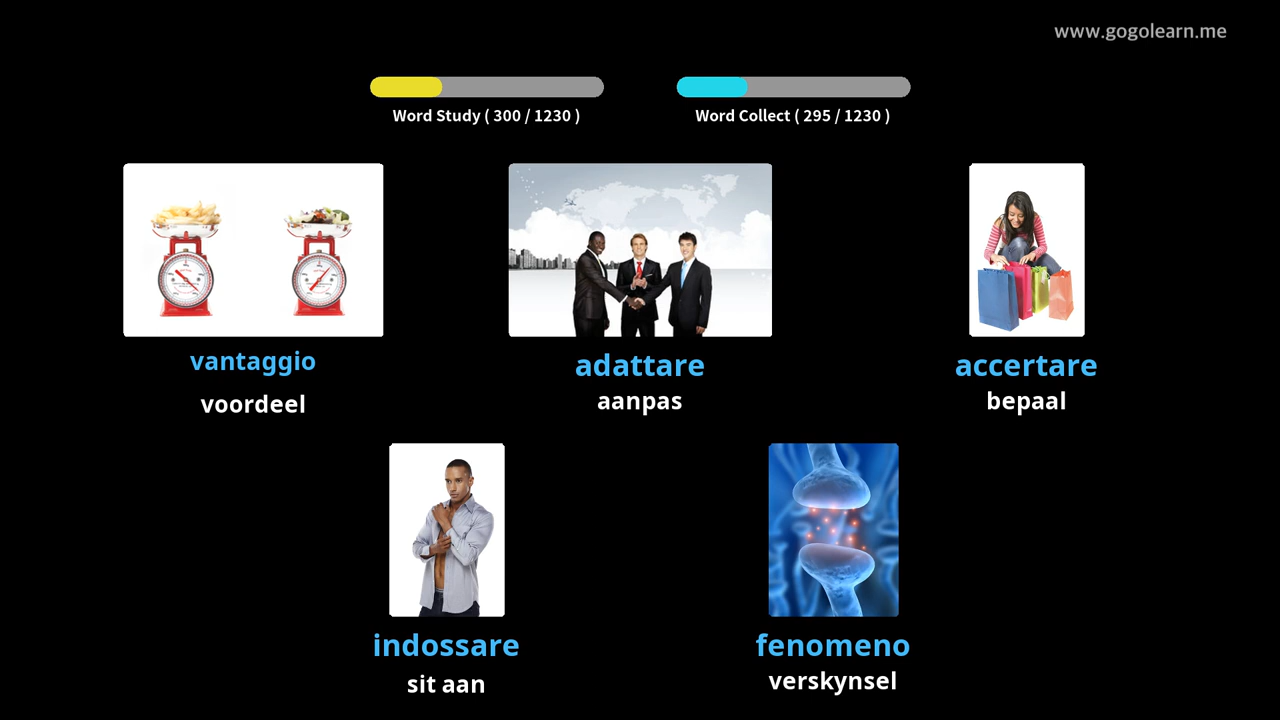 www.gogolearn.me
Word Study ( 300 / 1230 )
Word Collect ( 295 / 1230 )
vantaggio
voordeel
adattare
aanpas
accertare
bepaal
indossare
sit aan
fenomeno
verskynsel